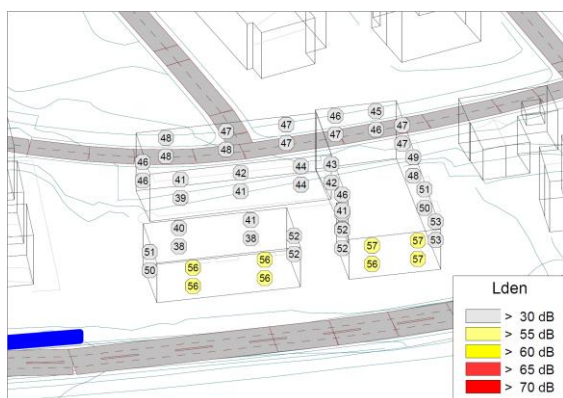 46 45
47 47
48 47 47 46 47
48 48 47
46 49
46 41 42 44 43 48
39 41 44 42 46 51
41 50
40 41 52 53
38 38 52 52 53
51 52 57 57
50 56 56 56 57
56 56
Lden
> 30 dB
> 55 dB
> 60 dB
> 65 dB
> 70 dB